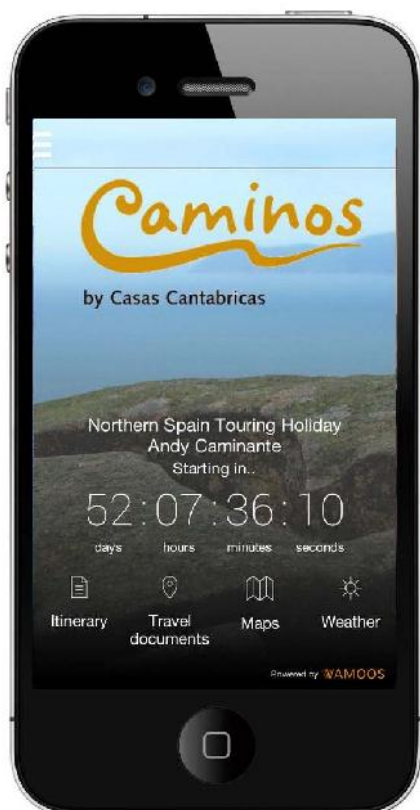 Caminos
by Casas Cantabricas
Northern Spain Touring Holiday
Andy Caminante
Starting in..
52:07:36:10
days hours minutes seconds
Itinerary Travel documents Maps Weather
Powered by VAMOOS